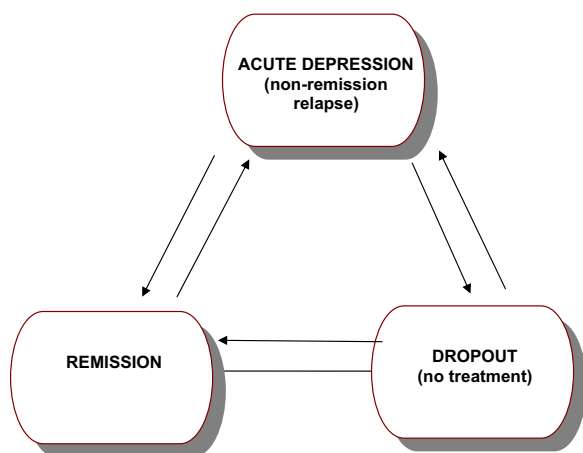 ACUTE DEPRESSION
(non-remission
relapse)
REMISSION
DROPOUT
(no treatment)